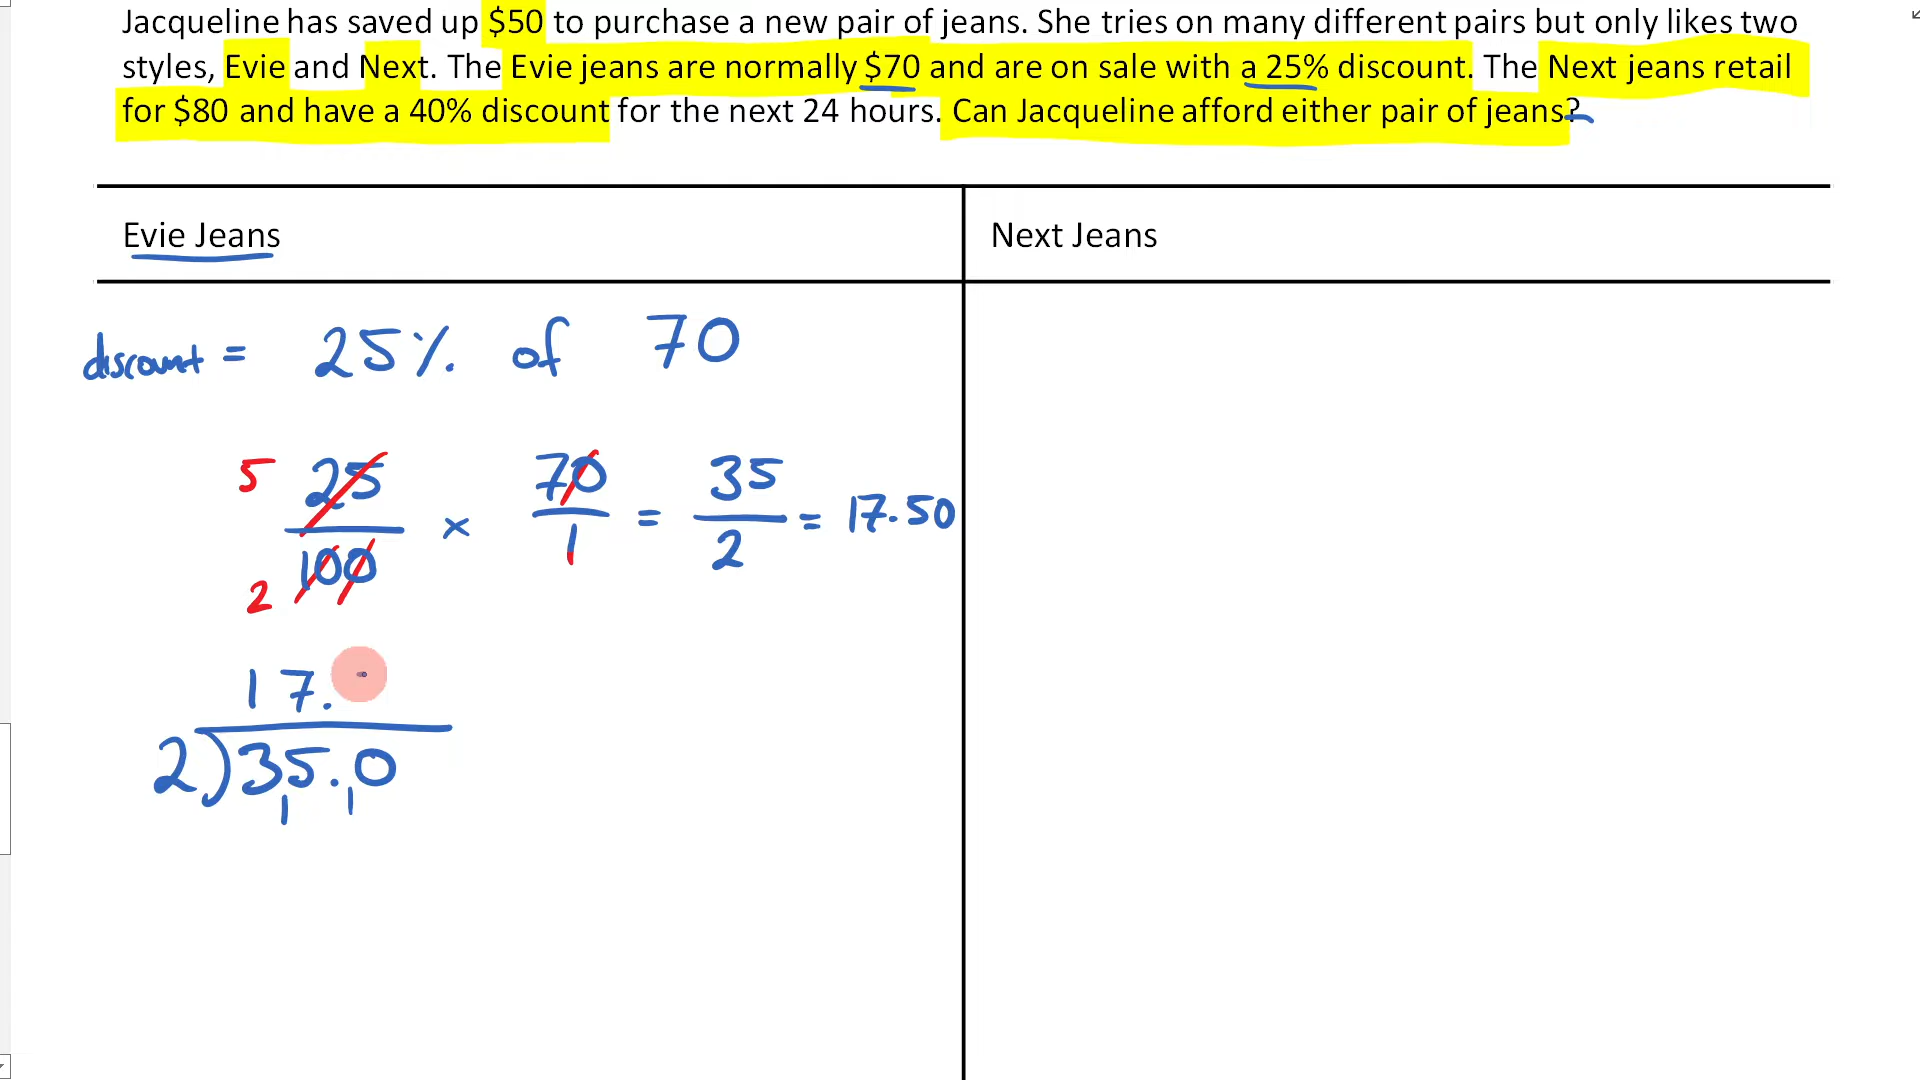 Jacqueline has saved up $50 to purchase a new pair of jeans. She tries on many different pairs but only likes two
styles, Evie and Next. The Evie jeans are normally $70 and are on sale with a 25% discount. The Next jeans retail
for $80 and have a 40% discount for the next 24 hours. Can Jacqueline afford either pair of jeans?
Evie Jeans
Next Jeans
discount = 25% of 70
5 25 70 35
× = = 17.50
2 100 1 2
17.
2)35.0
1 1